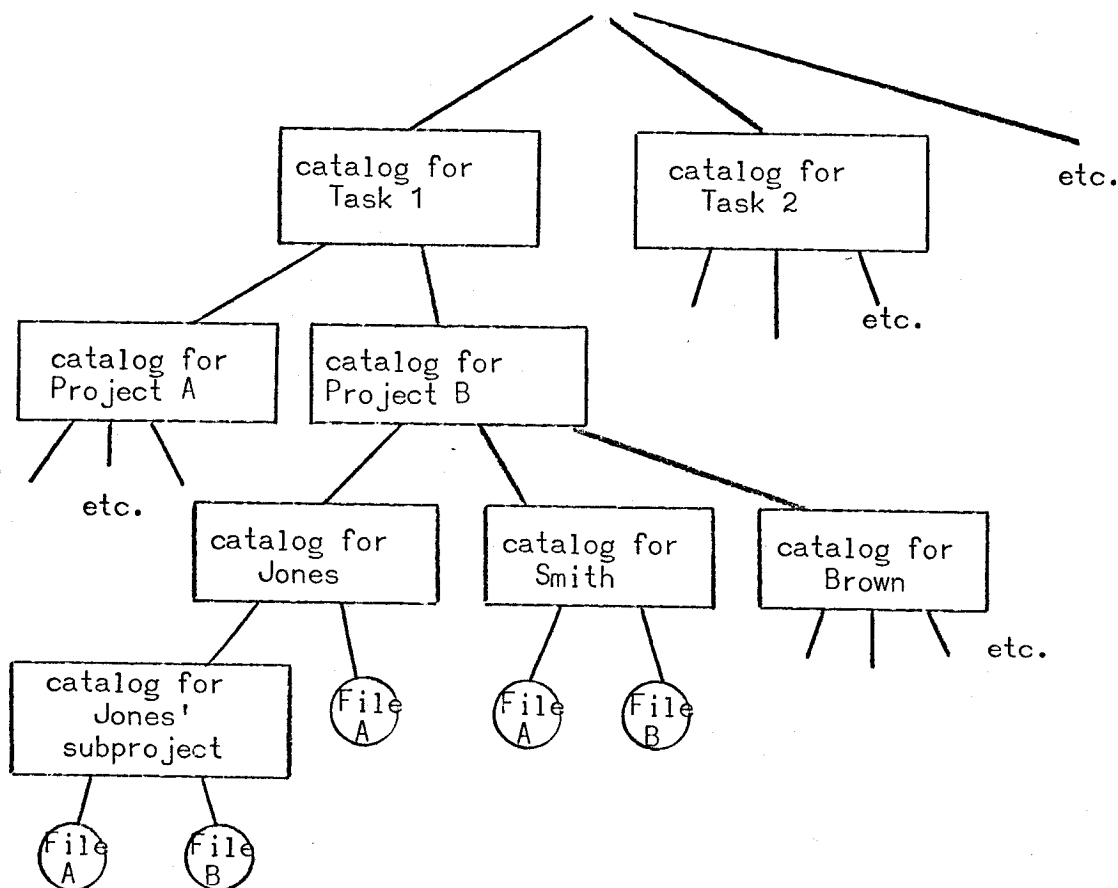 catalog for
Task 1
catalog for
Task 2
etc.
etc.
catalog for
Project A
catalog for
Project B
etc.
catalog for
Jones
catalog for
Smith
catalog for
Brown
etc.
catalog for
Jones'
subproject
File
A
File
A
File
B
File
A
File
B